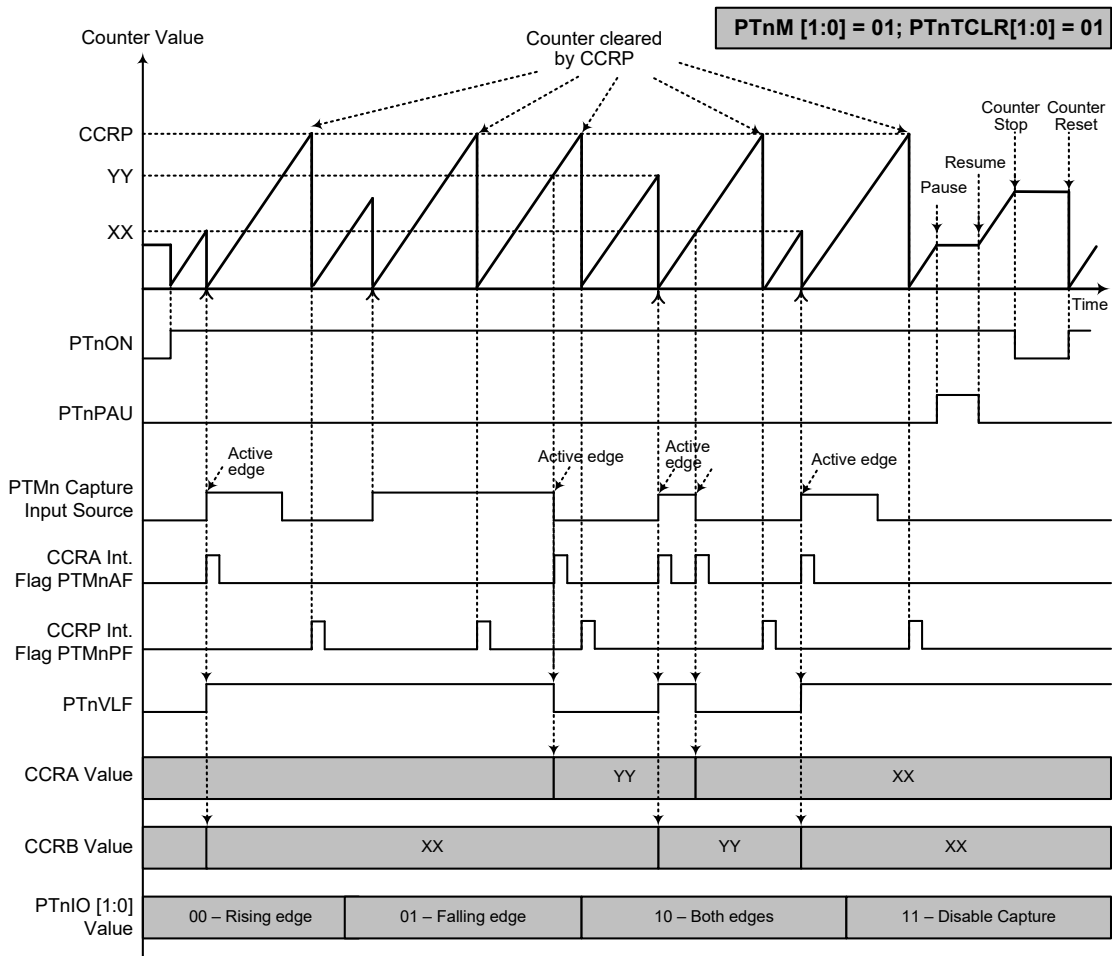 PTnM [1:0] = 01; PTnTCLR[1:0] = 01
Counter Value
Counter cleared
by CCRP
Counter
Stop
Counter
Reset
CCRP
YY
Resume
Pause
XX
Time
PTnON
PTnPAU
Active
edge
Active edge
Active
edge
Active edge
PTMn Capture
Input Source
CCRA Int.
Flag PTMnAF
CCRP Int.
Flag PTMnPF
PTnVLF
CCRA Value
YY
XX
CCRB Value
XX
YY
XX
PTnIO [1:0]
Value
00 – Rising edge
01 – Falling edge
10 – Both edges
11 – Disable Capture